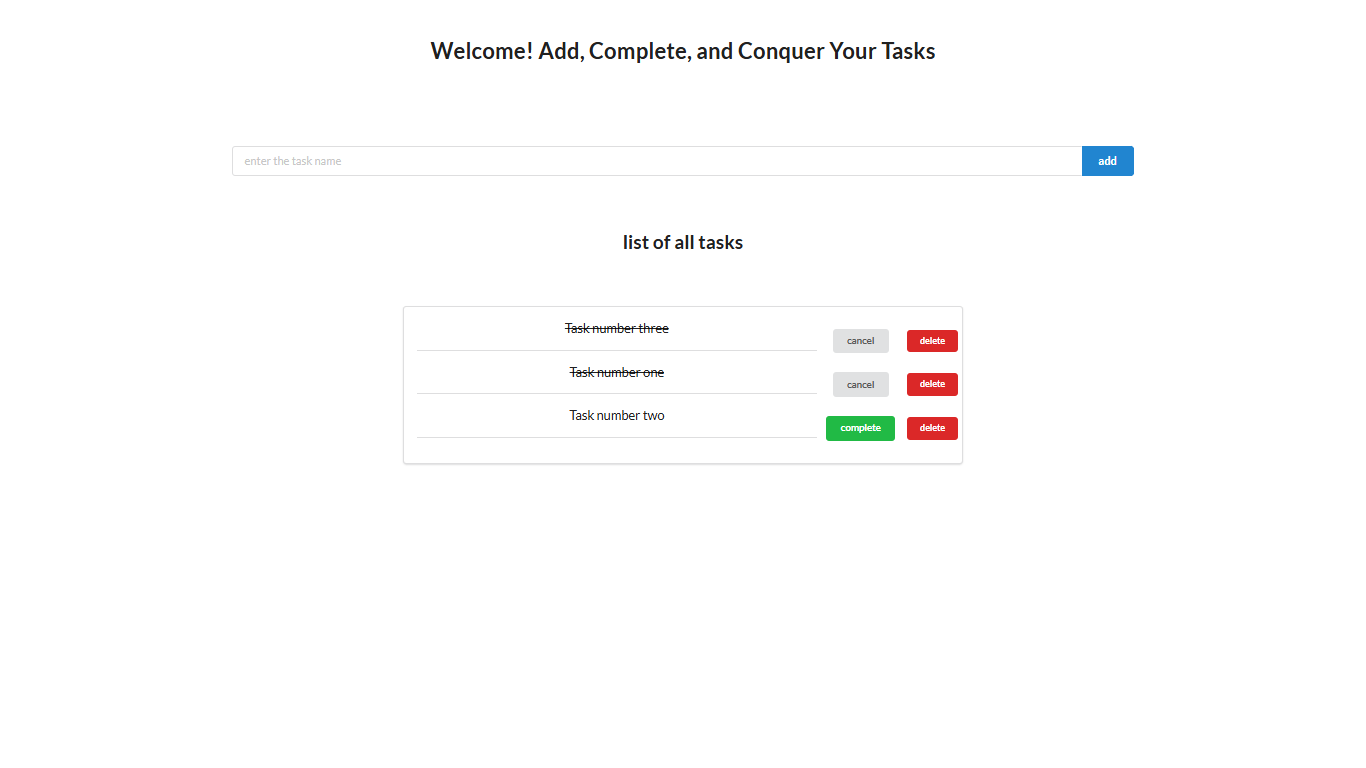 Welcome! Add, Complete, and Conquer Your Tasks
enter the task name
add
list of all tasks
Task number three
cancel
delete
Task number one
cancel
delete
Task number two
complete
delete